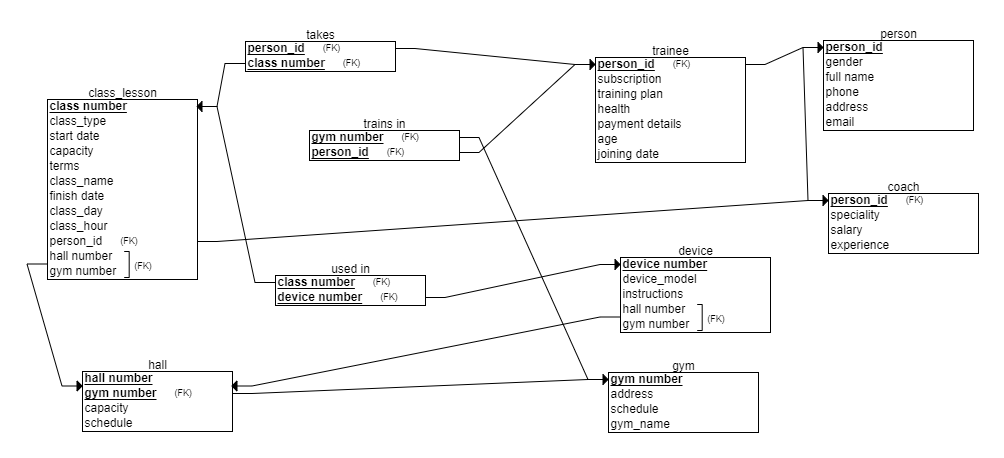 takes
person_id (FK)
class number (FK)
class_lesson
class number
class_type
start date
capacity
terms
class_name
finish date
class_day
class_hour
person_id (FK)
hall number
gym number (FK)
trains in
gym number (FK)
person_id (FK)
trainee
person_id (FK)
subscription
training plan
health
payment details
age
joining date
person
person_id
gender
full name
phone
address
email
coach
person_id (FK)
speciality
salary
experience
used in
class number (FK)
device number (FK)
device
device number
device_model
instructions
hall number
gym number (FK)
hall
hall number
gym number (FK)
capacity
schedule
gym
gym number
address
schedule
gym_name